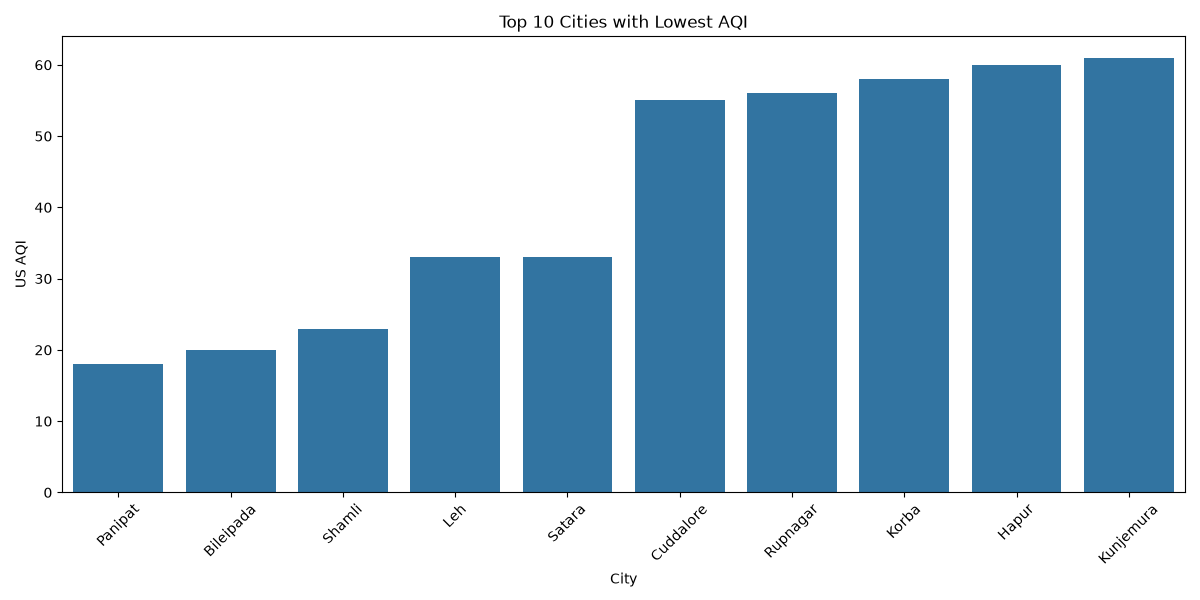 Top 10 Cities with Lowest AQI
US AQI
60
50
40
30
20
10
0
Panipat
Bileipada
Shamli
Leh
Satara
Cuddalore
Rupnagar
Korba
Hapur
Kunjemura
City